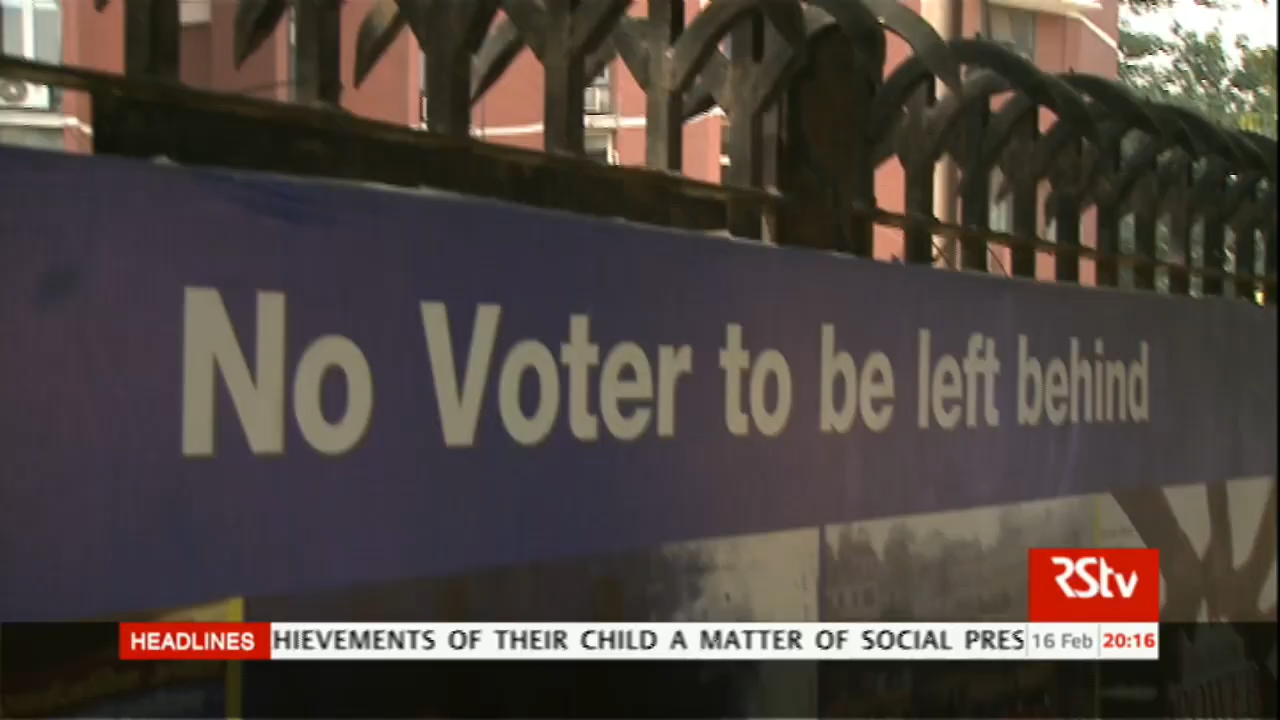 No Voter to be left behind
RStv
HEADLINES HIEVEMENTS OF THEIR CHILD A MATTER OF SOCIAL PRES 16 Feb 20:16